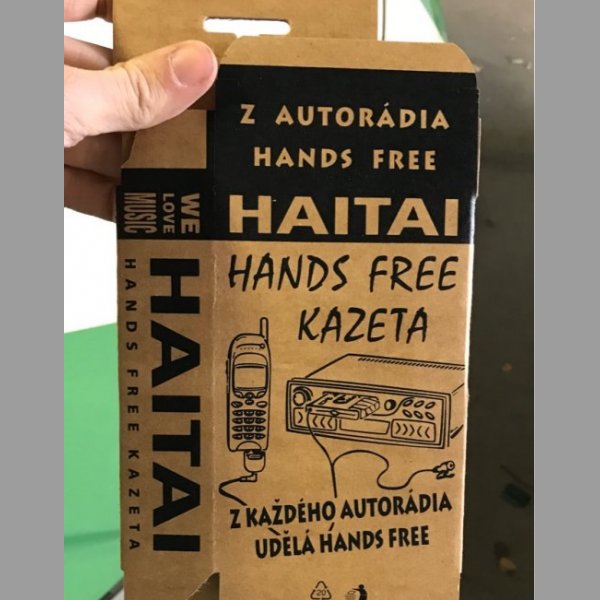 Z AUTORÁDIA
HANDS FREE
HAITAI
HANDS FREE
KAZETA
Z KAŽDÉHO AUTORÁDIA
UDĚLÁ HANDS FREE
20
WE
LOVE
MUSIC
HAITAI
HANDS FREE KAZETA